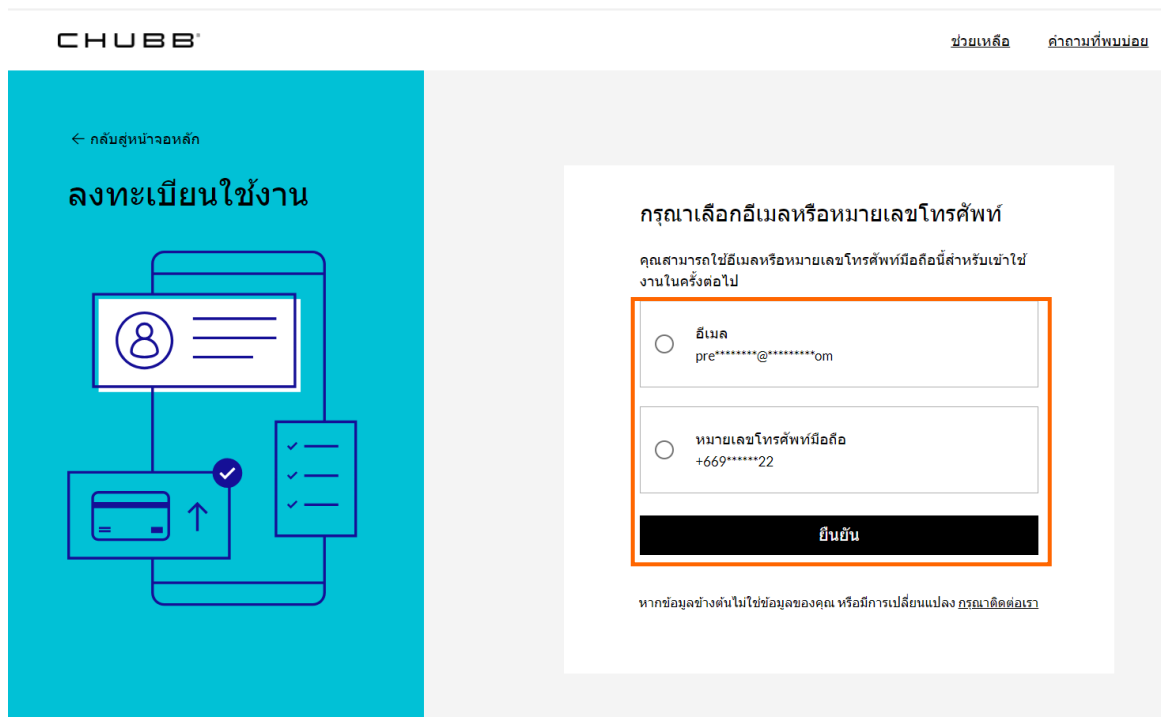 CHUBB®
ช่วยเหลือ
คำถามที่พบบ่อย
← กลับสู่หน้าจอหลัก
ลงทะเบียนใช้งาน
กรุณาเลือกอีเมลหรือหมายเลขโทรศัพท์
คุณสามารถใช้อีเมลหรือหมายเลขโทรศัพท์มือถือนี้สำหรับเข้าใช้
งานในครั้งต่อไป
อีเมล
pre********@*********om
หมายเลขโทรศัพท์มือถือ
+669******22
ยืนยัน
หากข้อมูลข้างต้นไม่ใช่ข้อมูลของคุณ หรือมีการเปลี่ยนแปลง กรุณาติดต่อเรา